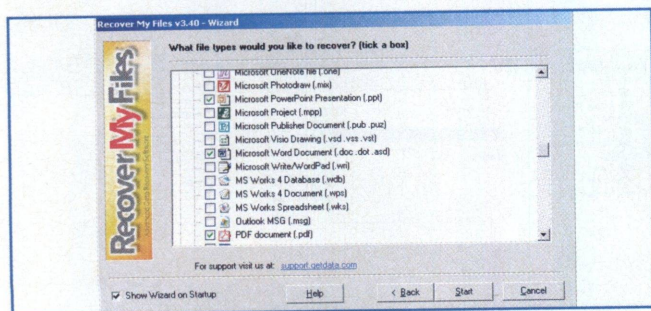 Recover My Files v3.40 - Wizard
What file types would you like to recover? (tick a box)
Microsoft OneNote file (.one)
Microsoft Photodraw (.mix)
Microsoft PowerPoint Presentation (.ppt)
Microsoft Project (.mpp)
Microsoft Publisher Document (.pub .puz)
Microsoft Visio Drawing (.vsd .vss .vst)
Microsoft Word Document (.doc .dot .asd)
Microsoft Write/WordPad (.wri)
MS Works 4 Database (.wdb)
MS Works 4 Document (.wps)
MS Works Spreadsheet (.wks)
Outlook MSG (.msg)
PDF document (.pdf)
RecoverMyFiles
For support visit us at: support.getdata.com
Show Wizard on Startup
Help
< Back
Start
Cancel